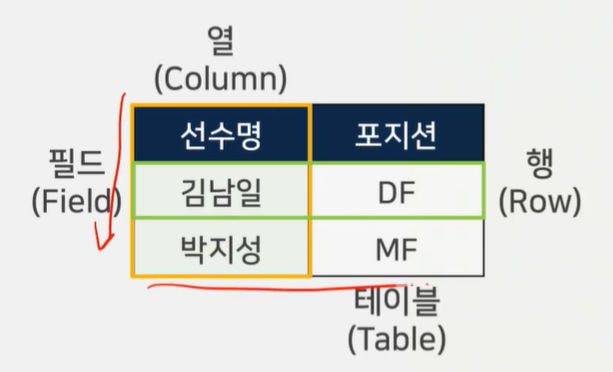 열
(Column)
선수명 포지션
필드
(Field)
김남일 DF
행
(Row)
박지성 MF
테이블
(Table)